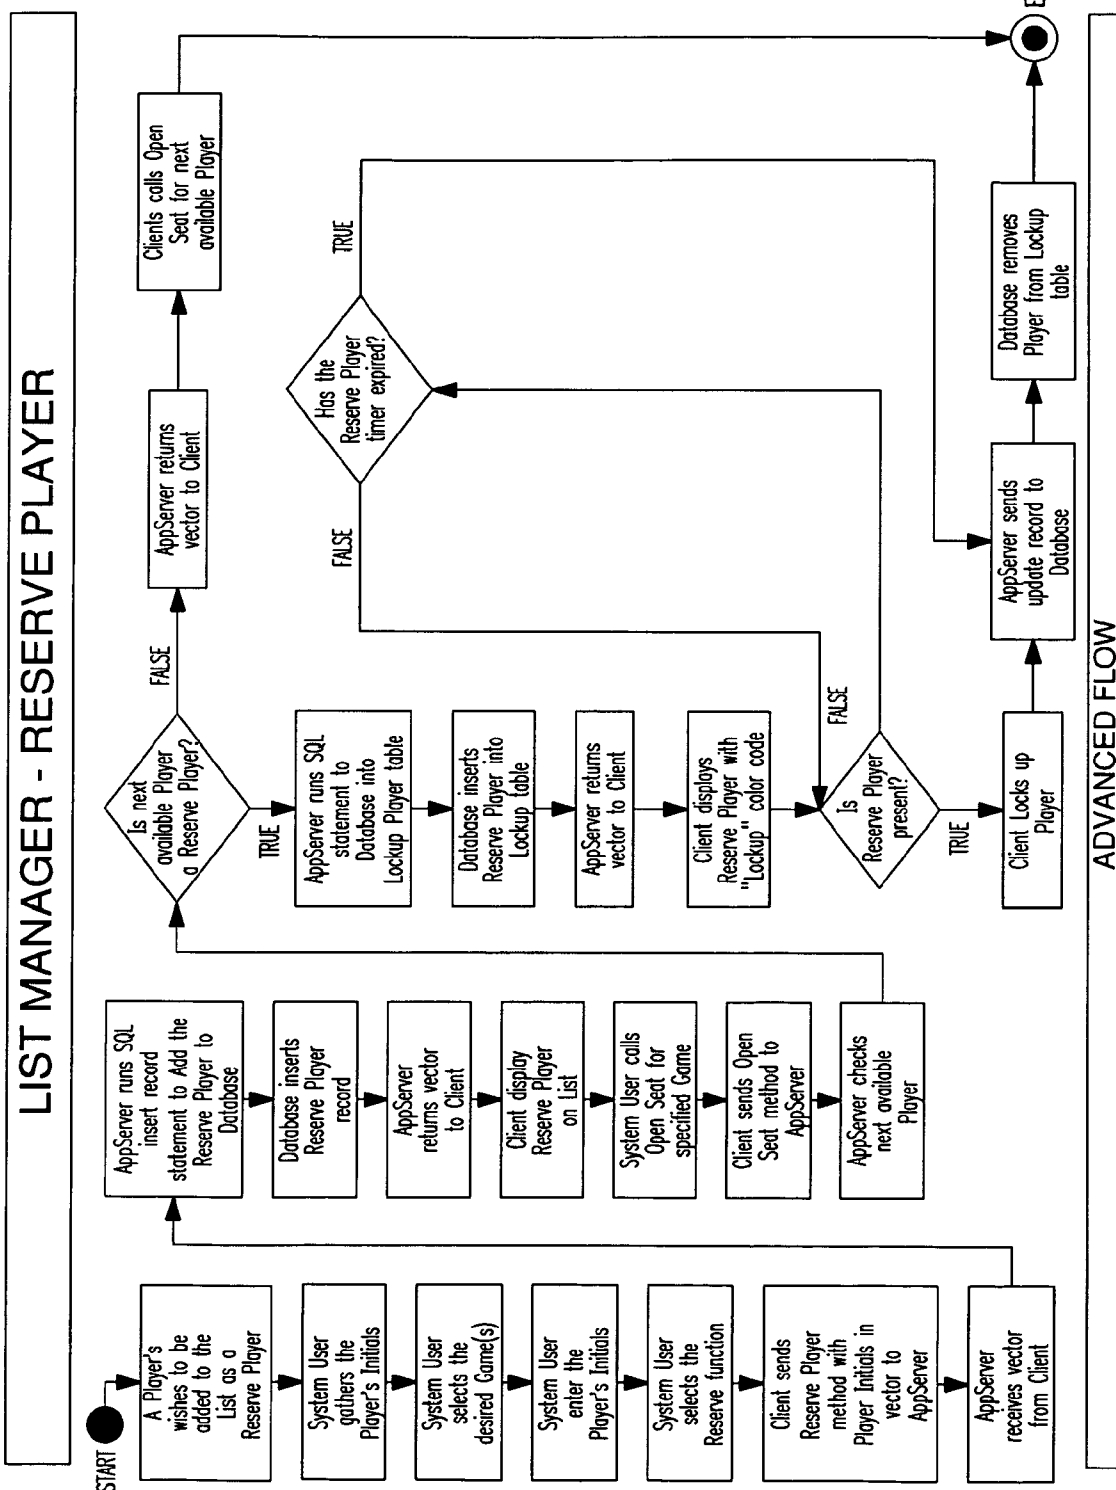 LIST MANAGER - RESERVE PLAYER
START
A Player's
wishes to be
added to the
List as a
Reserve Player
System User
gathers the
Player's Initials
System User
selects the
desired Game(s)
System User
enter the
Player's Initials
System User
selects the
Reserve function
Client sends
Reserve Player
method with
Player Initials in
vector to
AppServer
AppServer
receives vector
from Client
AppServer runs SQL
insert record
statement to Add the
Reserve Player to
Database
Database inserts
Reserve Player
record
AppServer
returns vector
to Client
Client display
Reserve Player
on List
System User calls
Open Seat for
specified Game
Client sends Open
Seat method to
AppServer
AppServer checks
next available
Player
Is next
available Player
a Reserve Player?
FALSE
TRUE
AppServer returns
vector to Client
Clients calls Open
Seat for next
available Player
AppServer runs SQL
statement to
Database into
Lockup Player table
Database inserts
Reserve Player into
Lockup table
AppServer returns
vector to Client
Client displays
Reserve Player with
"Lockup" color code
Is
Reserve Player
present?
FALSE
TRUE
Has the
Reserve Player
timer expired?
FALSE
TRUE
Client Locks up
Player
AppServer sends
update record to
Database
Database removes
Player from Lockup
table
E
ADVANCED FLOW